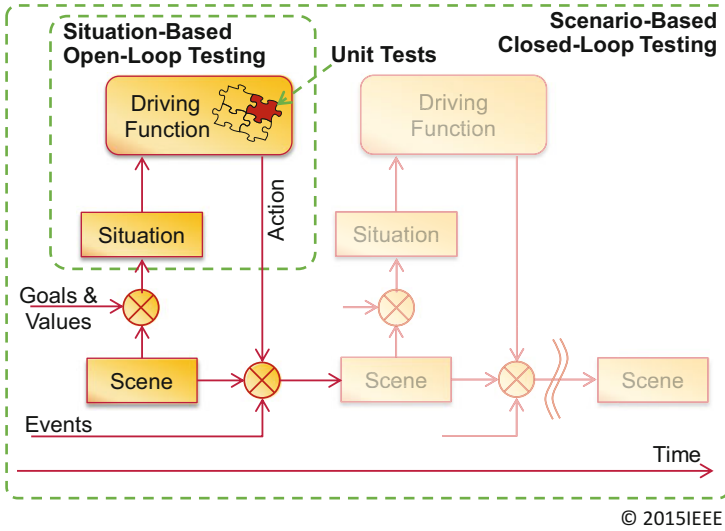 Situation-Based
Open-Loop Testing
Scenario-Based
Closed-Loop Testing
Unit Tests
Driving
Function
Driving
Function
Action
Situation
Situation
Goals &
Values
Scene
Scene
Scene
Events
Time
© 2015IEEE